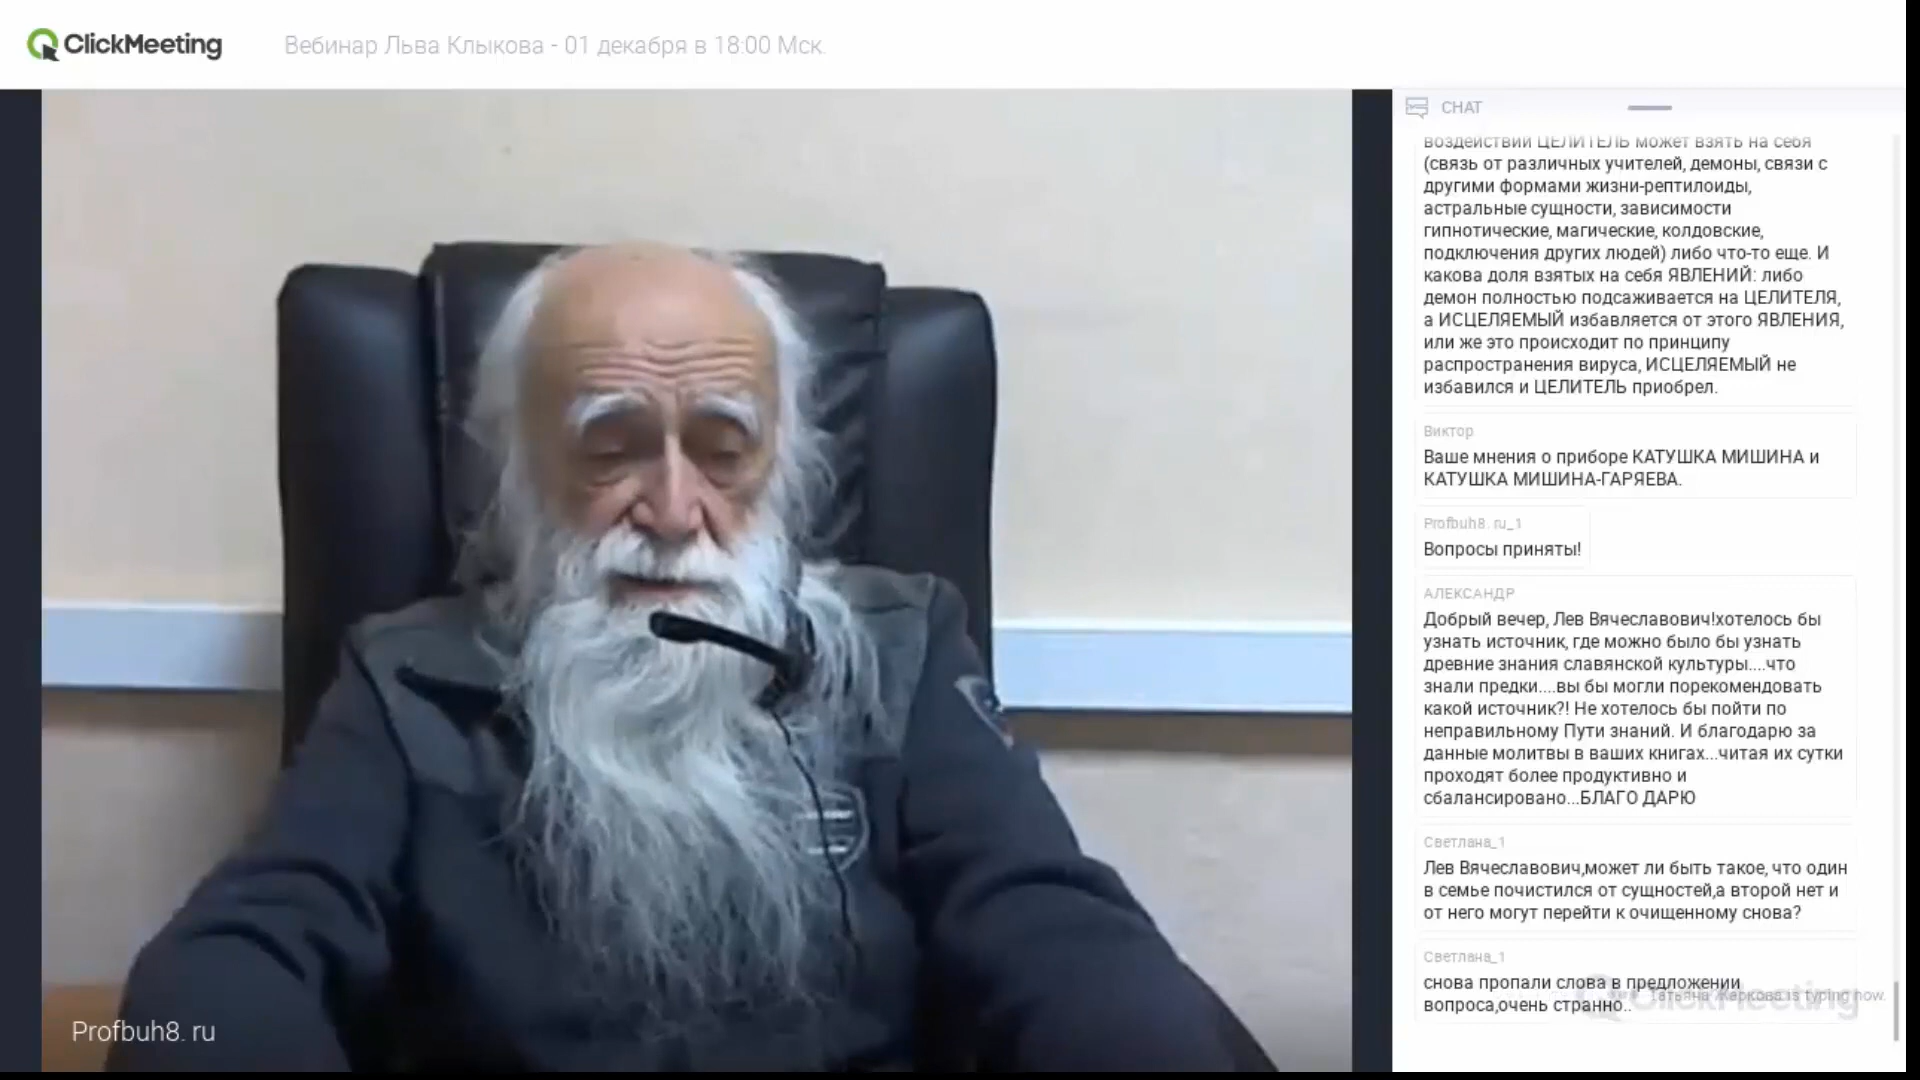 ClickMeeting
Вебинар Льва Клыкова - 01 декабря в 18:00 Мск.
CHAT
воздействий ЦЕЛИТЕЛЬ может взять на себя
(связь от различных учителей, демоны, связи с
другими формами жизни-рептилоиды,
астральные сущности, зависимости
гипнотические, магические, колдовские,
подключения других людей) либо что-то еще. И
какова доля взятых на себя ЯВЛЕНИЙ: либо
демон полностью подсаживается на ЦЕЛИТЕЛЯ,
а ИСЦЕЛЯЕМЫЙ избавляется от этого ЯВЛЕНИЯ,
или же это происходит по принципу
распространения вируса, ИСЦЕЛЯЕМЫЙ не
избавился и ЦЕЛИТЕЛЬ приобрел.
Виктор
Ваше мнения о приборе КАТУШКА МИШИНА и
КАТУШКА МИШИНА-ГАРЯЕВА.
Profbuh8. ru_1
Вопросы приняты!
АЛЕКСАНДР
Добрый вечер, Лев Вячеславович!хотелось бы
узнать источник, где можно было бы узнать
древние знания славянской культуры....что
знали предки....вы бы могли порекомендовать
какой источник?! Не хотелось бы пойти по
неправильному Пути знаний. И благодарю за
данные молитвы в ваших книгах...читая их сутки
проходят более продуктивно и
сбалансировано...БЛАГО ДАРЮ
Светлана_1
Лев Вячеславович,может ли быть такое, что один
в семье почистился от сущностей,а второй нет и
от него могут перейти к очищенному снова?
Светлана_1
снова пропали слова в предложении
вопроса,очень странно..
Татьяна Жаркова is typing now.
ClickMeeting
Profbuh8. ru